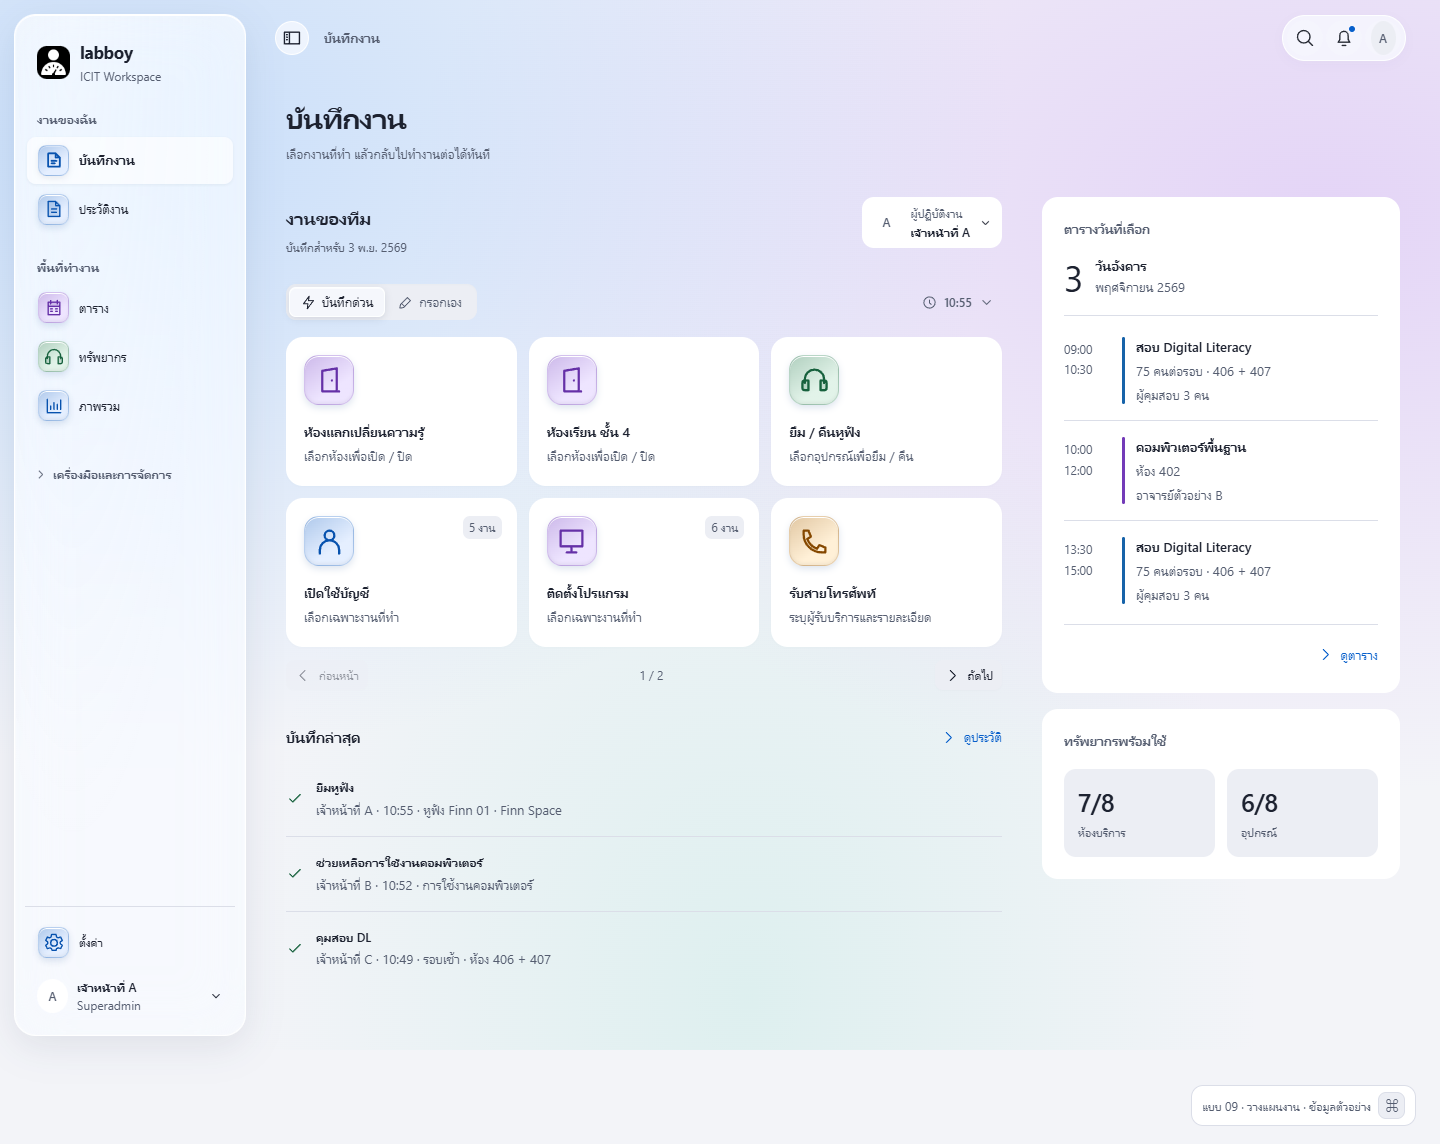 labboy
ICIT Workspace
งานของฉัน
บันทึกงาน
ประวัติงาน
พื้นที่ทำงาน
ตาราง
ทรัพยากร
ภาพรวม
เครื่องมือและการจัดการ
ตั้งค่า
A
เจ้าหน้าที่ A
Superadmin
บันทึกงาน
A
บันทึกงาน
เลือกงานที่ทำ แล้วกลับไปทำงานต่อได้ทันที
งานของทีม
บันทึกสำหรับ 3 พ.ย. 2569
A
ผู้ปฏิบัติงาน
เจ้าหน้าที่ A
บันทึกด่วน
กรอกเอง
10:55
ห้องแลกเปลี่ยนความรู้
เลือกห้องเพื่อเปิด / ปิด
ห้องเรียน ชั้น 4
เลือกห้องเพื่อเปิด / ปิด
ยืม / คืนหูฟัง
เลือกอุปกรณ์เพื่อยืม / คืน
5 งาน
เปิดใช้บัญชี
เลือกเฉพาะงานที่ทำ
6 งาน
ติดตั้งโปรแกรม
เลือกเฉพาะงานที่ทำ
รับสายโทรศัพท์
ระบุผู้รับบริการและรายละเอียด
ก่อนหน้า
1 / 2
ถัดไป
บันทึกล่าสุด
ดูประวัติ
ยืมหูฟัง
เจ้าหน้าที่ A · 10:55 · หูฟัง Finn 01 · Finn Space
ช่วยเหลือการใช้งานคอมพิวเตอร์
เจ้าหน้าที่ B · 10:52 · การใช้งานคอมพิวเตอร์
คุมสอบ DL
เจ้าหน้าที่ C · 10:49 · รอบเช้า · ห้อง 406 + 407
ตารางวันที่เลือก
3
วันอังคาร
พฤศจิกายน 2569
09:00
10:30
สอบ Digital Literacy
75 คนต่อรอบ · 406 + 407
ผู้คุมสอบ 3 คน
10:00
12:00
คอมพิวเตอร์พื้นฐาน
ห้อง 402
อาจารย์ตัวอย่าง B
13:30
15:00
สอบ Digital Literacy
75 คนต่อรอบ · 406 + 407
ผู้คุมสอบ 3 คน
ดูตาราง
ทรัพยากรพร้อมใช้
7/8
ห้องบริการ
6/8
อุปกรณ์
แบบ 09 · วางแผนงาน · ข้อมูลตัวอย่าง ⌘